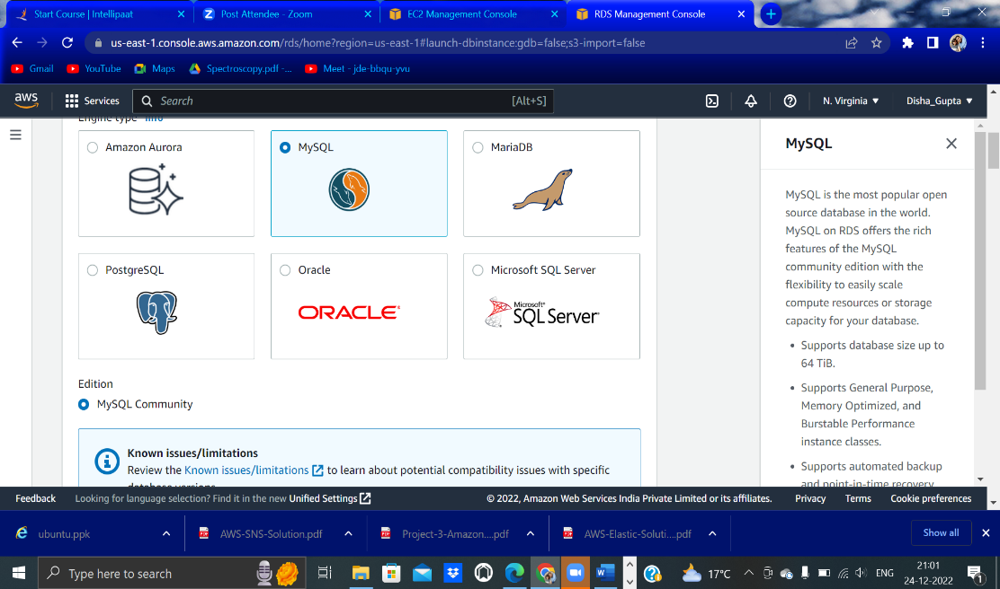 Start Course | Intellipaat
Post Attendee - Zoom
EC2 Management Console
RDS Management Console
us-east-1.console.aws.amazon.com/rds/home?region=us-east-1#launch-dbinstance:gdb=false;s3-import=false
Gmail
YouTube
Maps
Spectroscopy.pdf -...
Meet - jde-bbqu-yvu
aws
Services
Search
[Alt+S]
N. Virginia
Disha_Gupta
Engine type Info
Amazon Aurora
MySQL
MariaDB
PostgreSQL
Oracle
ORACLE
Microsoft SQL Server
Microsoft
SQL Server
Edition
MySQL Community
Known issues/limitations
Review the Known issues/limitations to learn about potential compatibility issues with specific
database versions.
MySQL
MySQL is the most popular open
source database in the world.
MySQL on RDS offers the rich
features of the MySQL
community edition with the
flexibility to easily scale
compute resources or storage
capacity for your database.
• Supports database size up to
64 TiB.
• Supports General Purpose,
Memory Optimized, and
Burstable Performance
instance classes.
• Supports automated backup
and point-in-time recovery
Feedback
Looking for language selection? Find it in the new Unified Settings
© 2022, Amazon Web Services India Private Limited or its affiliates.
Privacy
Terms
Cookie preferences
ubuntu.ppk
AWS-SNS-Solution.pdf
Project-3-Amazon....pdf
AWS-Elastic-Soluti....pdf
Show all
Type here to search
17°C
ENG
21:01
24-12-2022
1